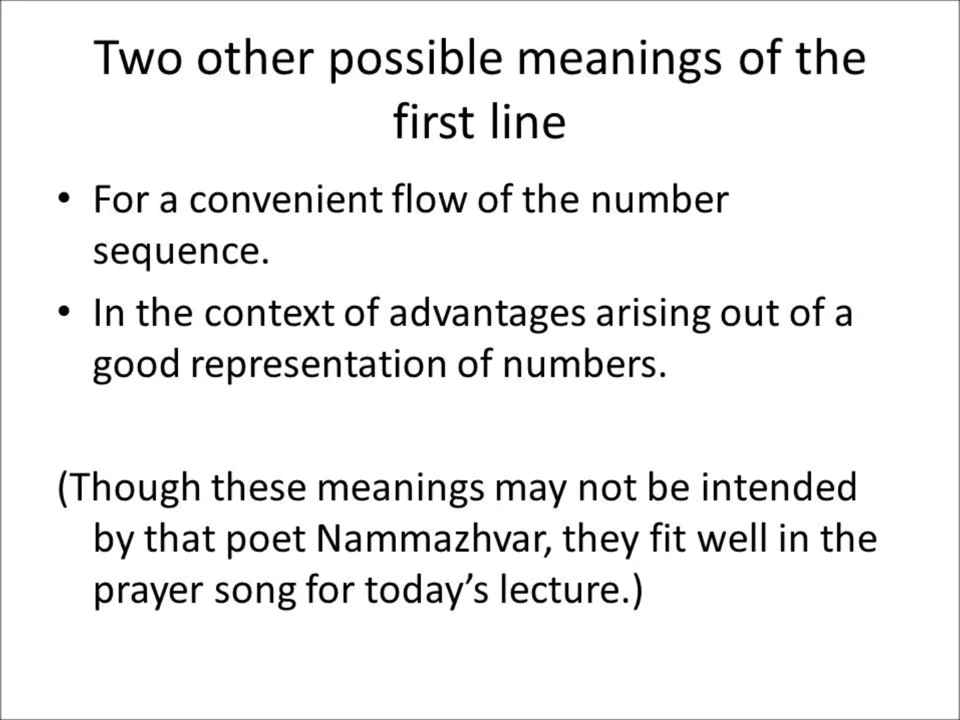 Two other possible meanings of the
first line
• For a convenient flow of the number
sequence.
• In the context of advantages arising out of a
good representation of numbers.
(Though these meanings may not be intended
by that poet Nammazhvar, they fit well in the
prayer song for today’s lecture.)